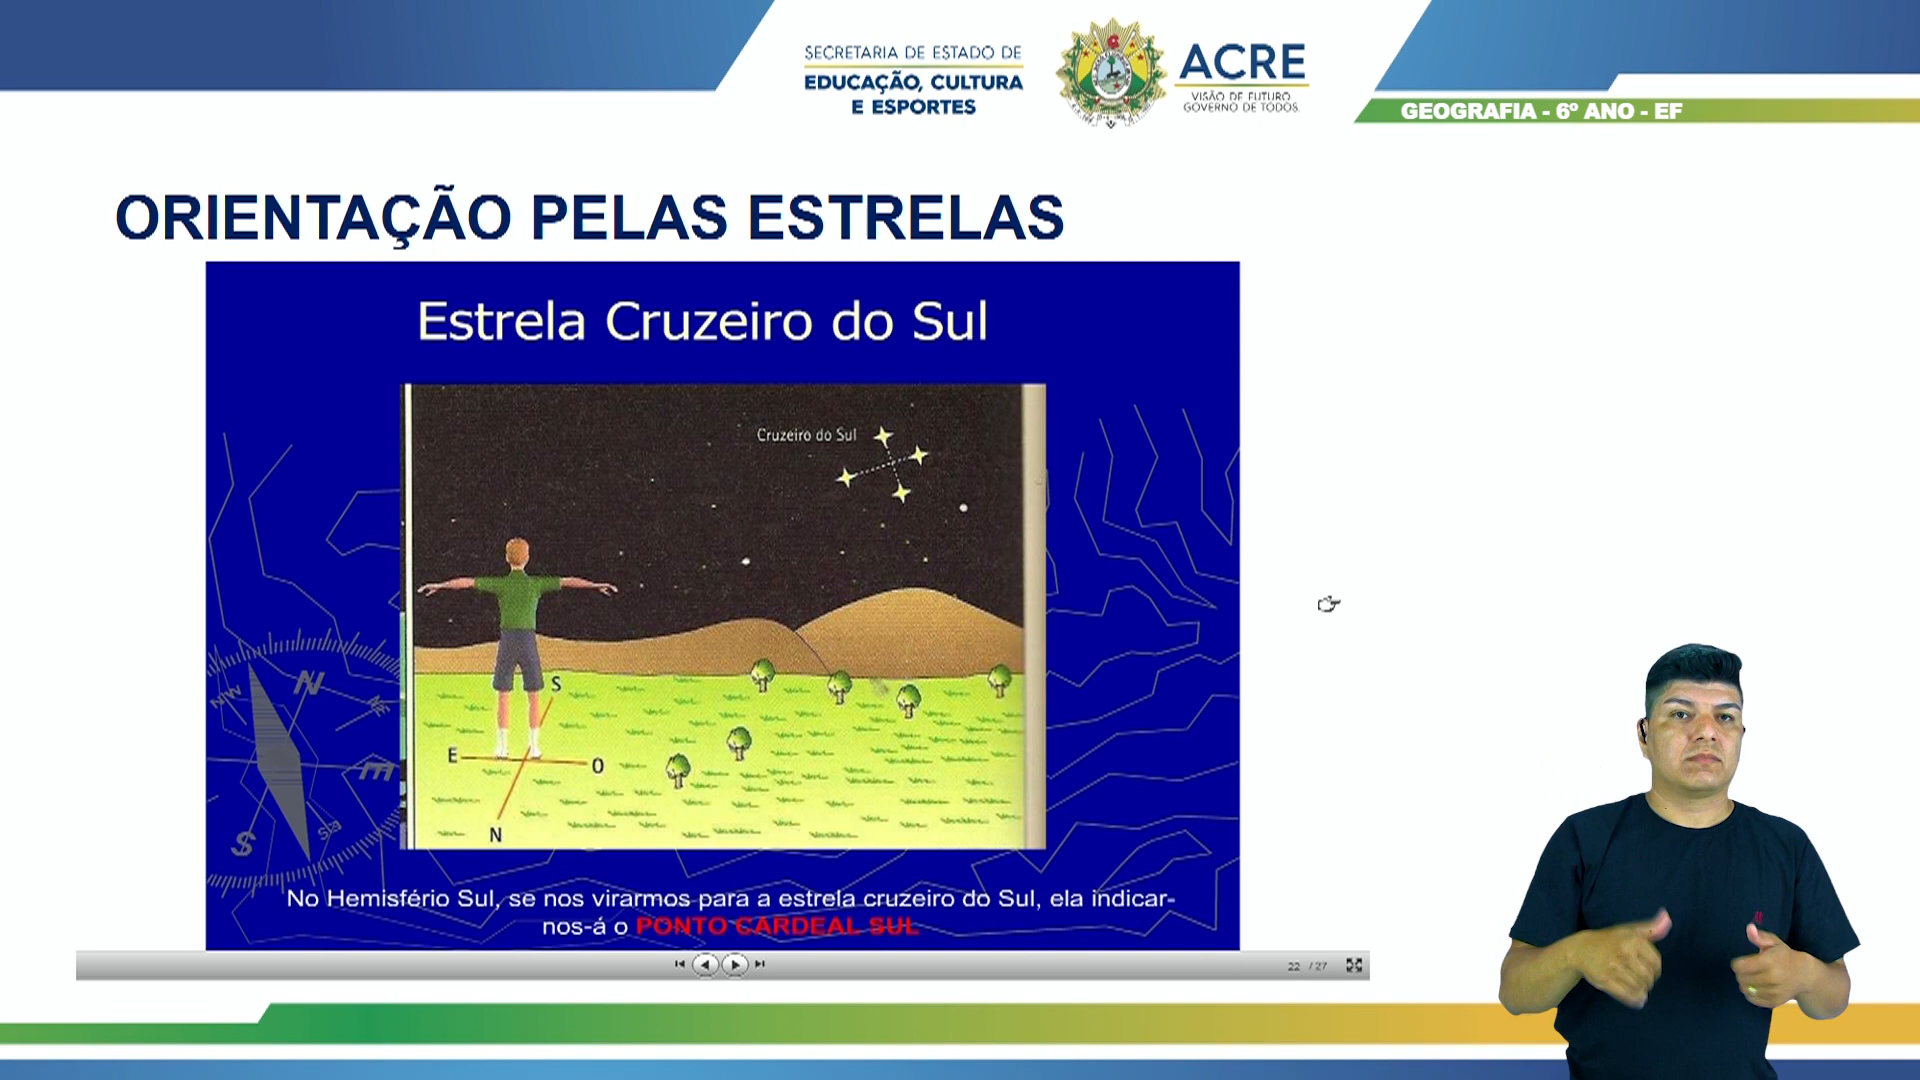 SECRETARIA DE ESTADO DE
EDUCAÇÃO, CULTURA
E ESPORTES
ACRE
VISÃO DE FUTURO
GOVERNO DE TODOS
GEOGRAFIA - 6º ANO - EF
ORIENTAÇÃO PELAS ESTRELAS
Estrela Cruzeiro do Sul
Cruzeiro do Sul
S
E
O
N
NW
N
NE
E
S
No Hemisfério Sul, se nos virarmos para a estrela cruzeiro do Sul, ela indicar-
nos-á o PONTO CARDEAL SUL
22 / 27